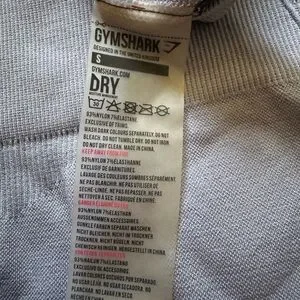 GYMSHARK
DESIGNED IN THE UNITED KINGDOM
S
GYMSHARK.COM
DRY
93%NYLON 7%ELASTANE
EXCLUSIVE OF TRIMS.
WASH DARK COLOURS SEPARATELY. DO NOT
BLEACH. DO NOT TUMBLE DRY. DO NOT IRON.
DO NOT DRY CLEAN. MADE IN CHINA.
KEEP AWAY FROM FIRE
93%NYLON 7%ELASTHANNE
EXCLUSIF DE GARNITURES.
LAVAGE DES COULEURS SOMBRES SÉPARÉMENT.
NE PAS BLANCHIR. NE PAS UTILISER DE
SÈCHE-LINGE. NE PAS REPASSER. NE PAS
NETTOYER À SEC. FABRIQUÉ EN CHINE.
93%NYLON 7%ELASTHAN
AUSSENOMMEN ACCESSOIRES.
DUNKLE FARBEN SEPARAT WASCHEN.
NICHT BLEICHEN. NICHT IM TROCKNER
TROCKNEN. NICHT BÜGELN. NICHT
TROCKEN REINIGEN. IN CHINA
93%NYLON 7%ELASTANO
EXCLUSIVO DE ACABADOS.
LAVAR COLORES OSCUROS POR SEPARADO
NO USAR LEJÍA. NO USAR
SECADORA. NO PLANCHAR. NO
LIMPIAR EN SECO.